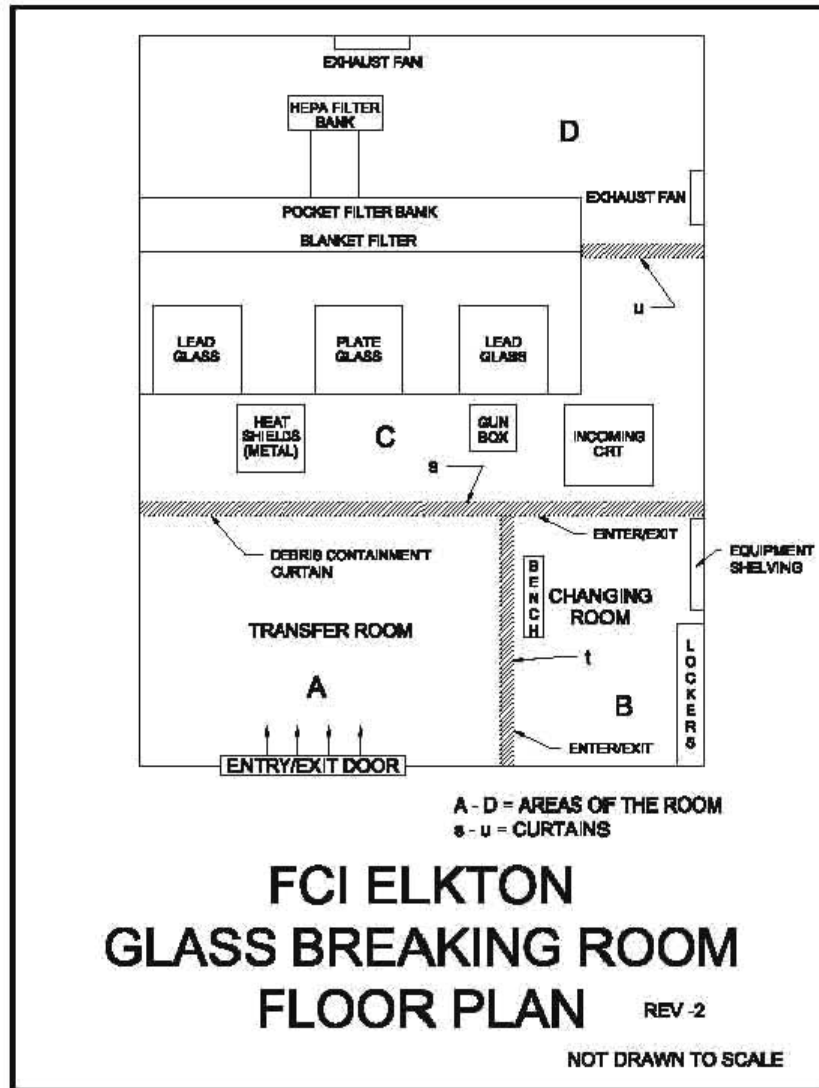 EXHAUST FAN
HEPA FILTER
BANK
D
EXHAUST FAN
POCKET FILTER BANK
BLANKET FILTER
u
LEAD
GLASS
PLATE
GLASS
LEAD
GLASS
HEAT
SHIELDS
(METAL)
C
GUN
BOX
INCOMING
CRT
s
DEBRIS CONTAINMENT
CURTAIN
ENTER/EXIT
EQUIPMENT
SHELVING
BENCH
CHANGING
ROOM
TRANSFER ROOM
t
LOCKERS
A
B
ENTER/EXIT
ENTRY/EXIT DOOR
A - D = AREAS OF THE ROOM
s - u = CURTAINS
FCI ELKTON
GLASS BREAKING ROOM
FLOOR PLAN
REV -2
NOT DRAWN TO SCALE